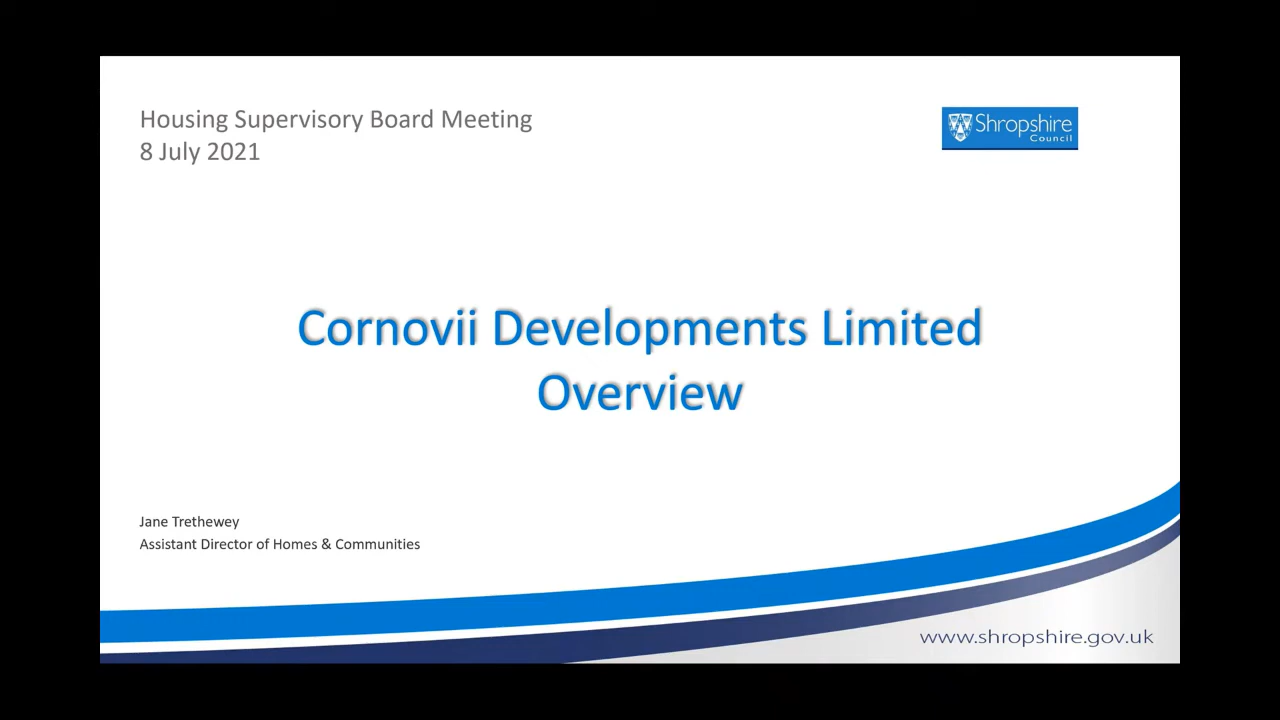 Housing Supervisory Board Meeting
8 July 2021
Shropshire
Council
Cornovii Developments Limited
Overview
Jane Trethewey
Assistant Director of Homes & Communities
www.shropshire.gov.uk